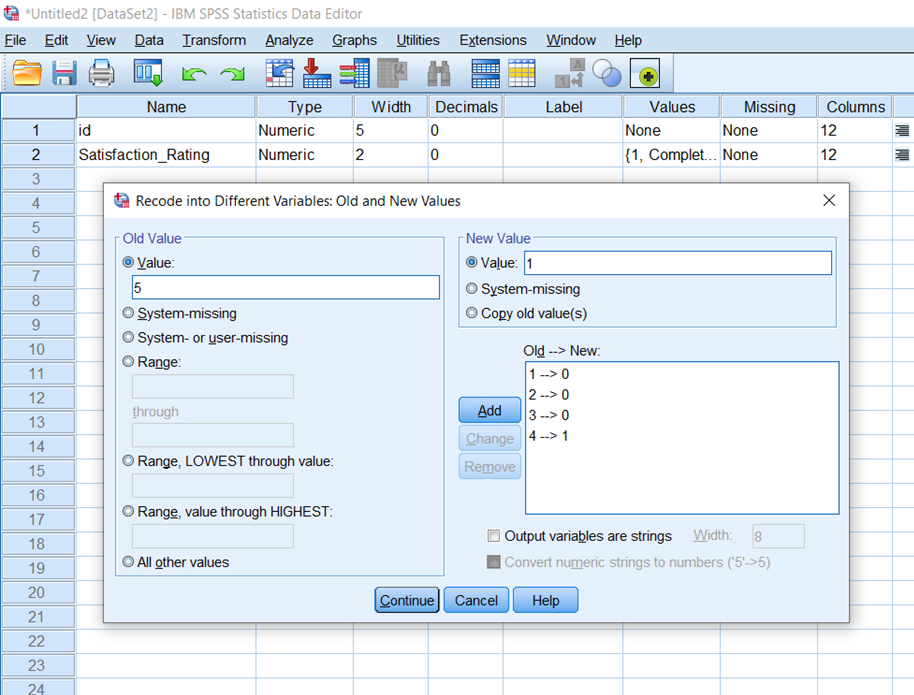 *Untitled2 [DataSet2] - IBM SPSS Statistics Data Editor
File Edit View Data Transform Analyze Graphs Utilities Extensions Window Help
Name Type Width Decimals Label Values Missing Columns
1 id Numeric 5 0 None None 12
2 Satisfaction_Rating Numeric 2 0 {1, Complet... None 12
3
4
5
6
7
8
9
10
11
12
13
14
15
16
17
18
19
20
21
22
23
24
Recode into Different Variables: Old and New Values
Old Value
Value:
5
System-missing
System- or user-missing
Range:
through
Range, LOWEST through value:
Range, value through HIGHEST:
All other values
New Value
Value: 1
System-missing
Copy old value(s)
Old --> New:
1 --> 0
2 --> 0
3 --> 0
4 --> 1
Add
Change
Remove
Output variables are strings Width: 8
Convert numeric strings to numbers ('5'->5)
Continue Cancel Help